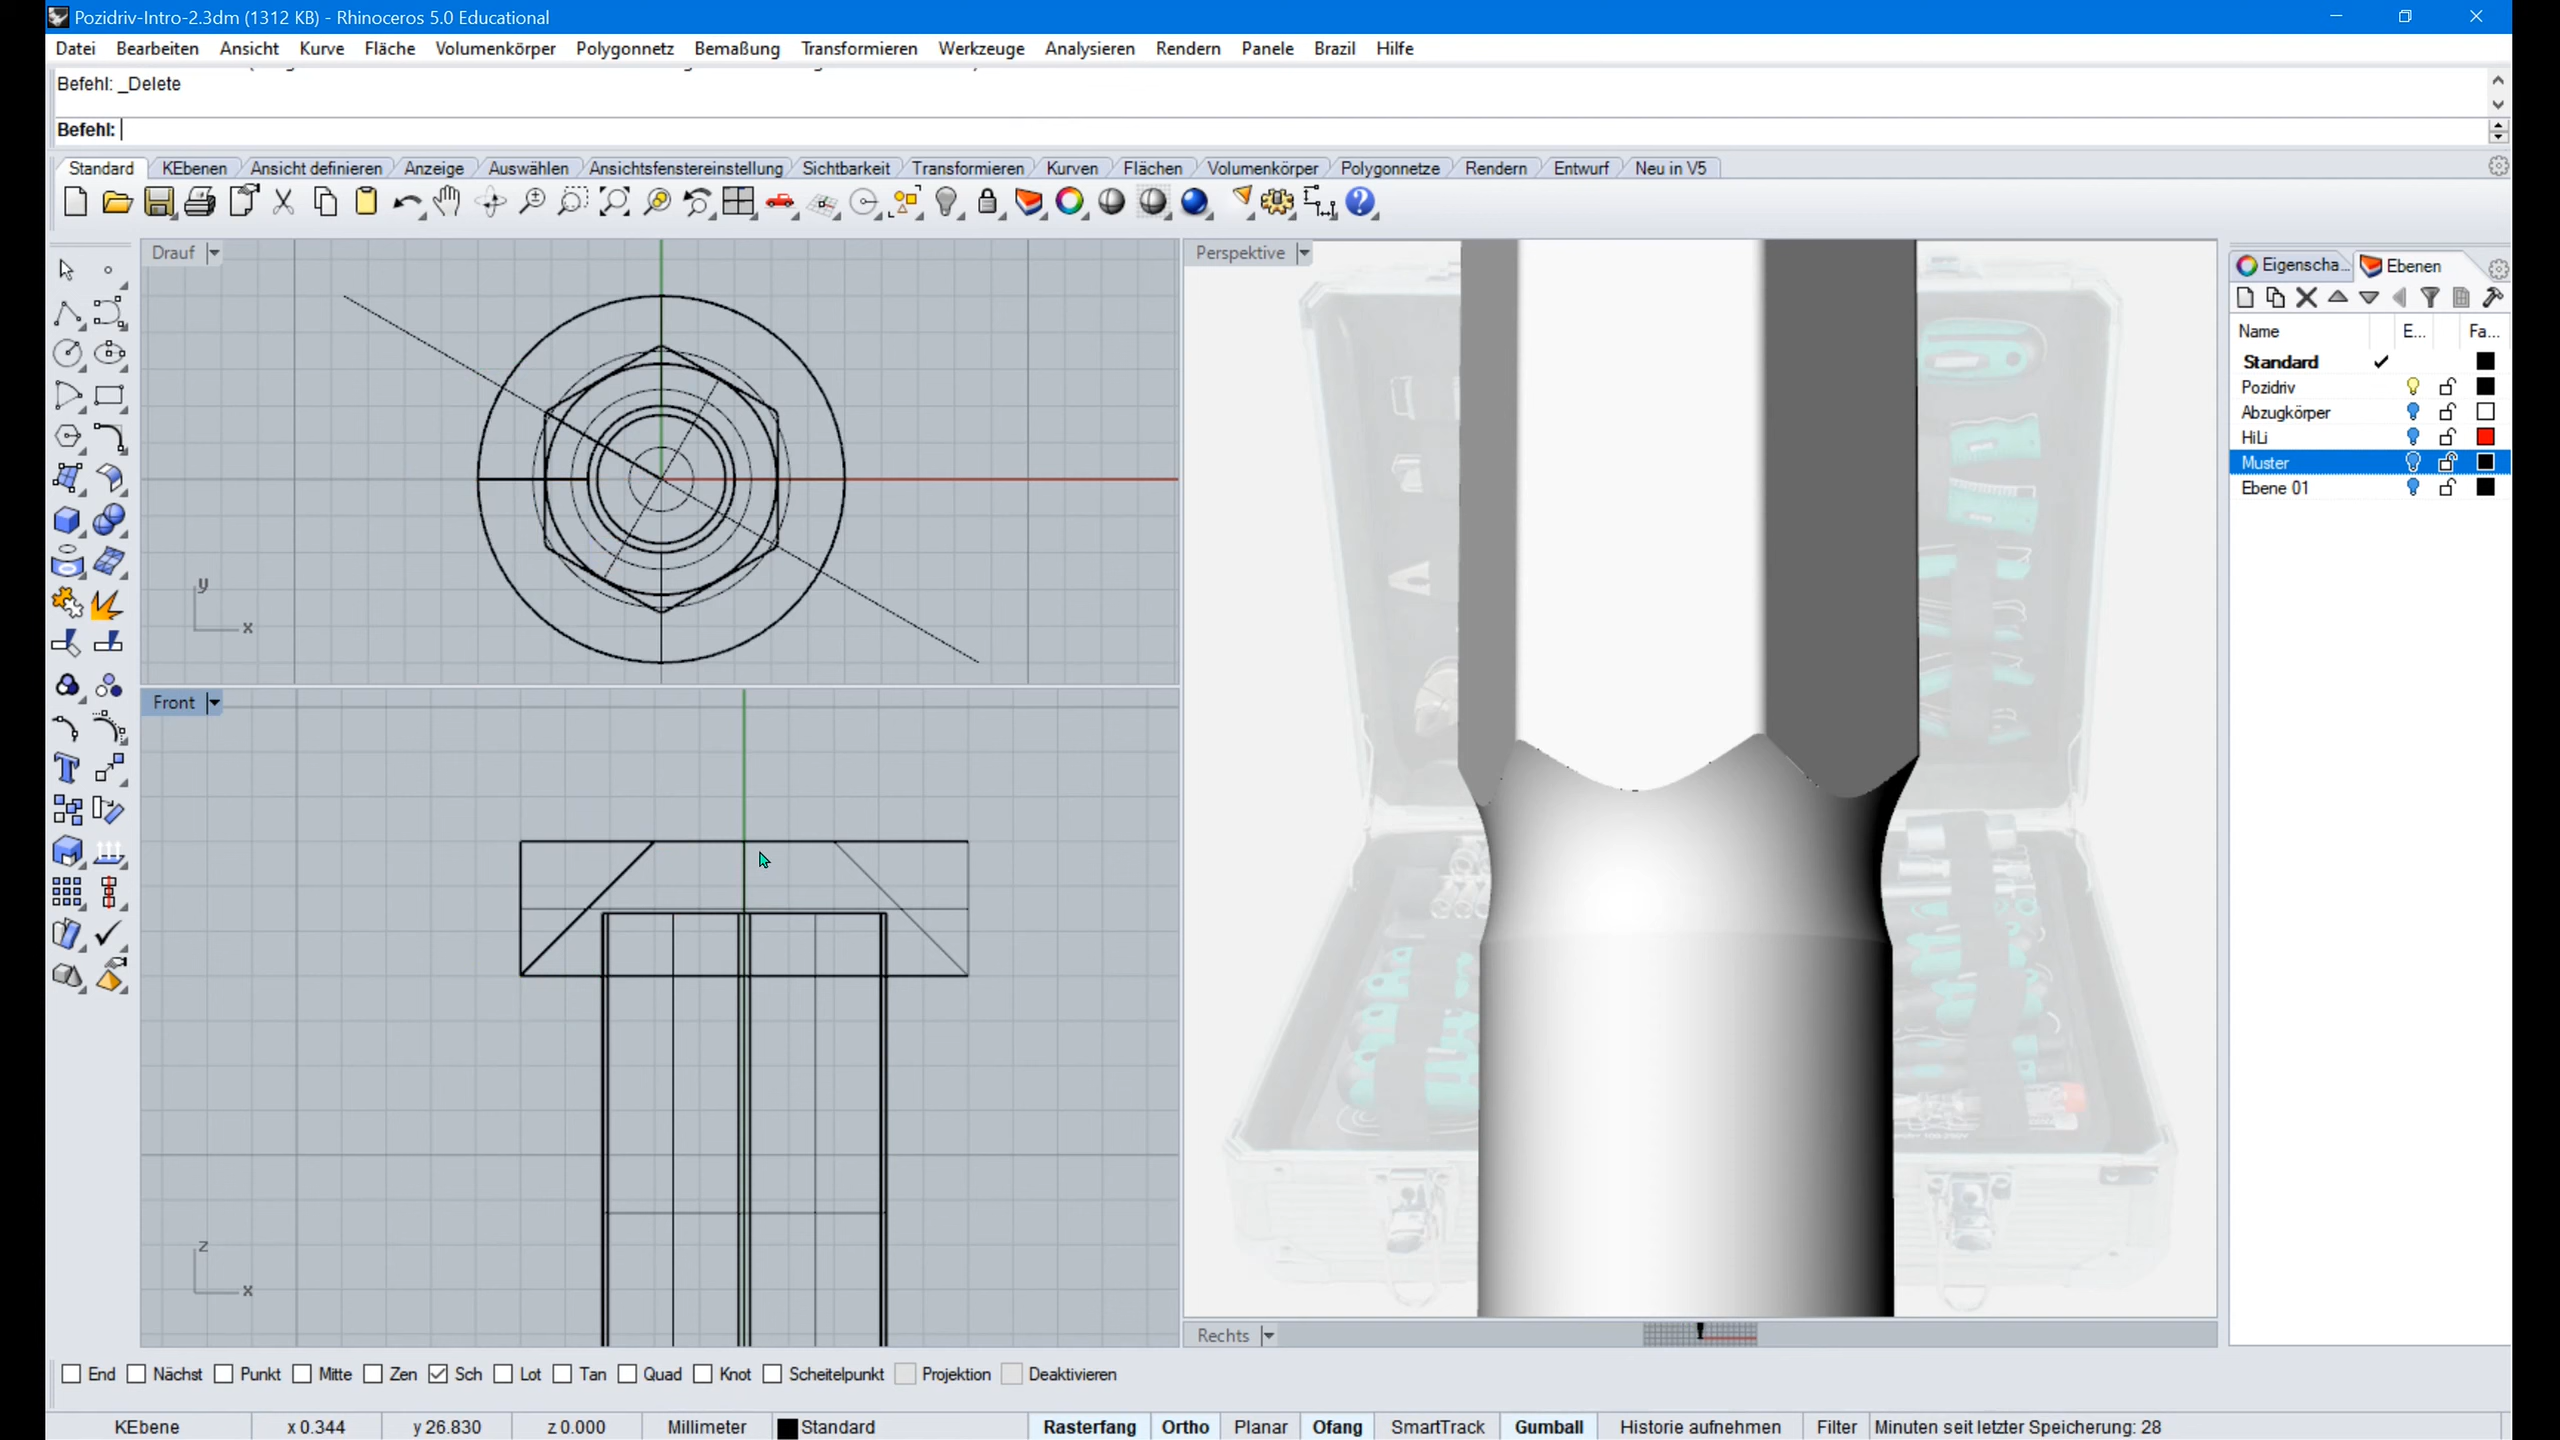 Pozidriv-Intro-2.3dm (1312 KB) - Rhinoceros 5.0 Educational
Datei Bearbeiten Ansicht Kurve Fläche Volumenkörper Polygonnetz Bemaßung Transformieren Werkzeuge Analysieren Rendern Panele Brazil Hilfe
Befehl: _Delete
Befehl:
Standard KEbenen Ansicht definieren Anzeige Auswählen Ansichtsfenstereinstellung Sichtbarkeit Transformieren Kurven Flächen Volumenkörper Polygonnetze Rendern Entwurf Neu in V5
Drauf
Perspektive
Eigenscha... Ebenen
Name E... Fa...
Standard
Pozidriv
Abzugkörper
HiLi
Muster
Ebene 01
y
x
Front
z
x
Rechts
End Nächst Punkt Mitte Zen Sch Lot Tan Quad Knot Scheitelpunkt Projektion Deaktivieren
KEbene x 0.344 y 26.830 z 0.000 Millimeter Standard Rasterfang Ortho Planar Ofang SmartTrack Gumball Historie aufnehmen Filter Minuten seit letzter Speicherung: 28